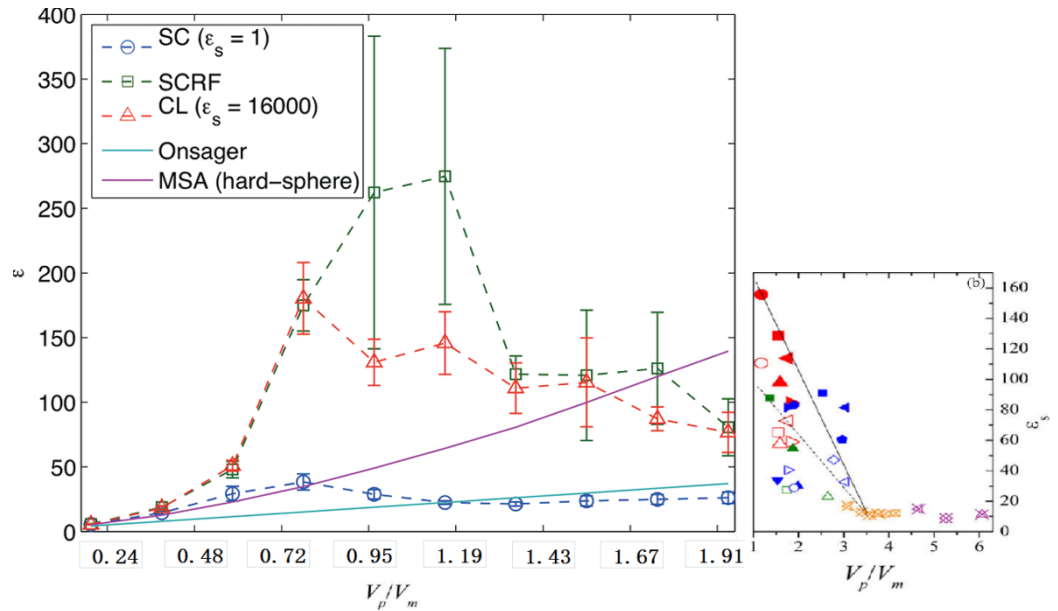 400
350
300
250
200
150
100
50
0
ε
SC (εs = 1)
SCRF
CL (εs = 16000)
Onsager
MSA (hard-sphere)
0.24 0.48 0.72 0.95 1.19 1.43 1.67 1.91
Vp/Vm
(b)
160
140
120
100
80
60
40
20
0
εs
1 2 3 4 5 6
Vp/Vm